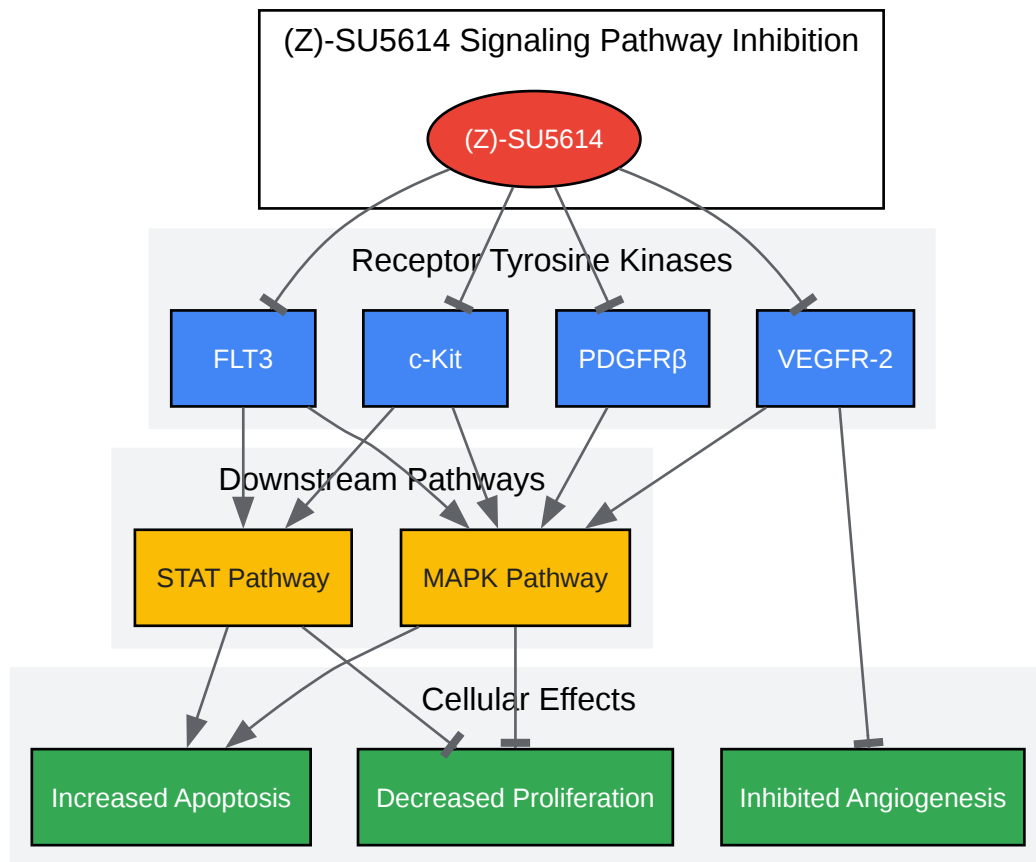 (Z)-SU5614 Signaling Pathway Inhibition
(Z)-SU5614
Receptor Tyrosine Kinases
FLT3
c-Kit
PDGFRβ
VEGFR-2
Downstream Pathways
STAT Pathway
MAPK Pathway
Cellular Effects
Increased Apoptosis
Decreased Proliferation
Inhibited Angiogenesis